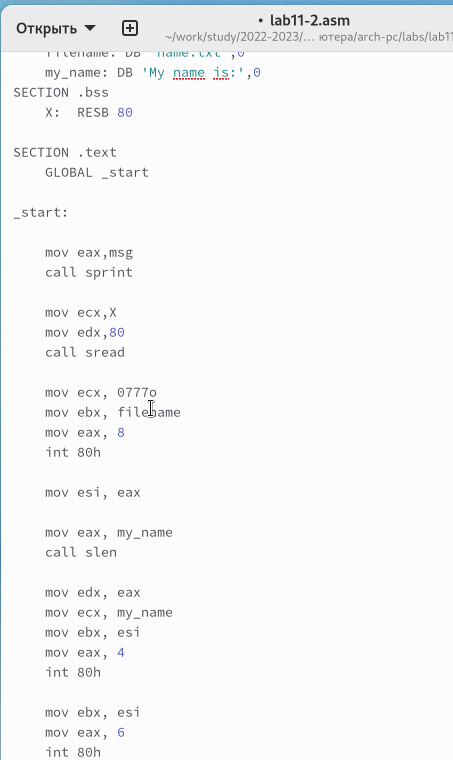 Открыть
• lab11-2.asm
~/work/study/2022-2023/... ютера/arch-pc/labs/lab11
filename: DB 'name.txt',0
my_name: DB 'My name is:',0
SECTION .bss
X: RESB 80
SECTION .text
GLOBAL _start
_start:
mov eax,msg
call sprint
mov ecx,X
mov edx,80
call sread
mov ecx, 0777o
mov ebx, filename
mov eax, 8
int 80h
mov esi, eax
mov eax, my_name
call slen
mov edx, eax
mov ecx, my_name
mov ebx, esi
mov eax, 4
int 80h
mov ebx, esi
mov eax, 6
int 80h